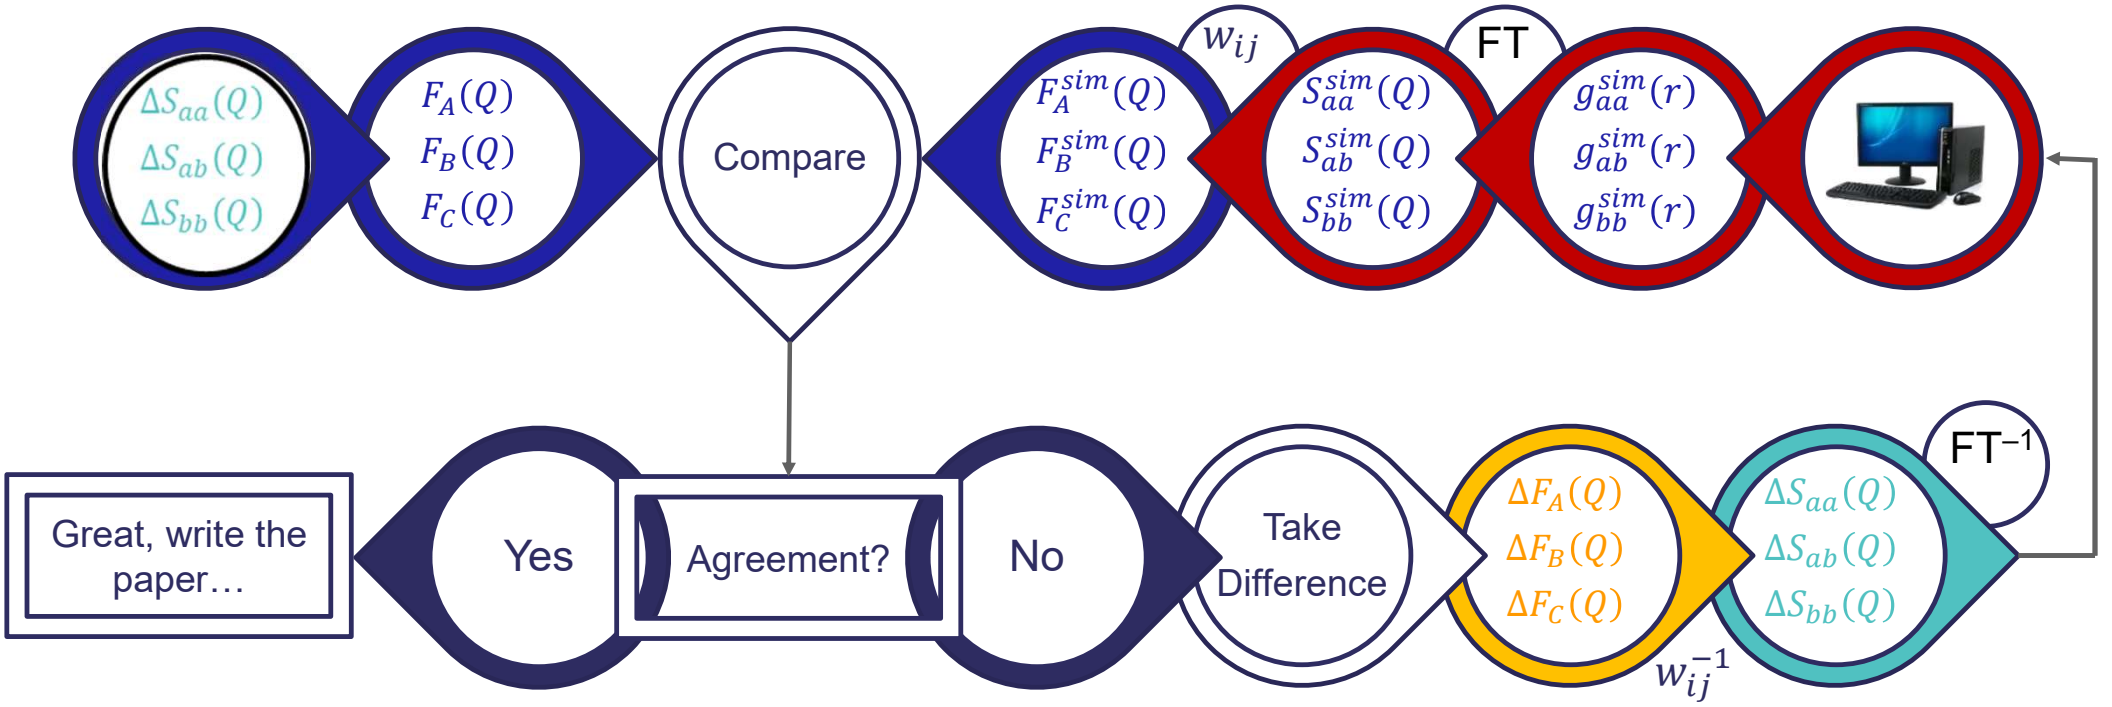 ΔS_aa(Q)
ΔS_ab(Q)
ΔS_bb(Q)
F_A(Q)
F_B(Q)
F_C(Q)
Compare
F_A^sim(Q)
F_B^sim(Q)
F_C^sim(Q)
w_ij
S_aa^sim(Q)
S_ab^sim(Q)
S_bb^sim(Q)
FT
g_aa^sim(r)
g_ab^sim(r)
g_bb^sim(r)
Great, write the
paper…
Yes
Agreement?
No
Take
Difference
ΔF_A(Q)
ΔF_B(Q)
ΔF_C(Q)
w_ij^−1
ΔS_aa(Q)
ΔS_ab(Q)
ΔS_bb(Q)
FT^–1